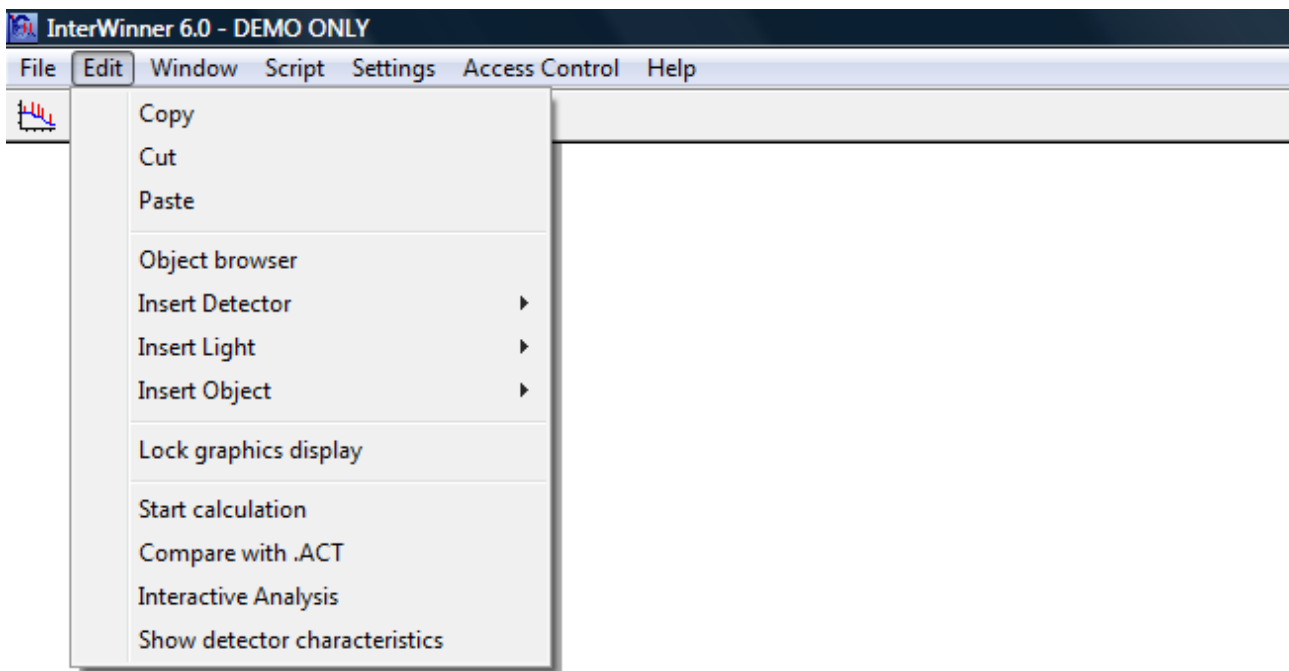 InterWinner 6.0 - DEMO ONLY
File Edit Window Script Settings Access Control Help
Copy
Cut
Paste
Object browser
Insert Detector
Insert Light
Insert Object
Lock graphics display
Start calculation
Compare with .ACT
Interactive Analysis
Show detector characteristics